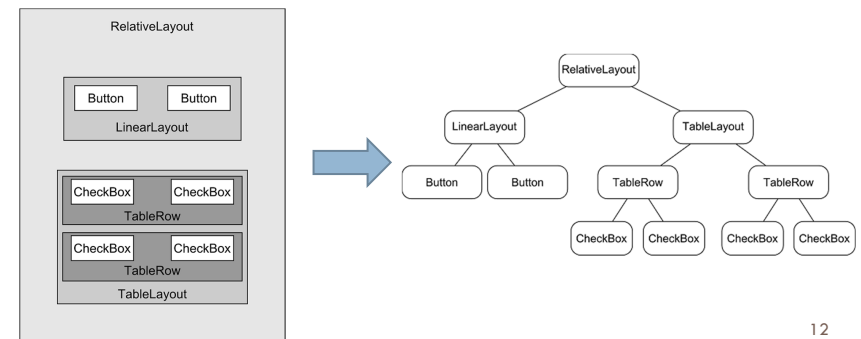 RelativeLayout
Button Button
LinearLayout
CheckBox CheckBox
TableRow
CheckBox CheckBox
TableRow
TableLayout
RelativeLayout
LinearLayout TableLayout
Button Button TableRow TableRow
CheckBox CheckBox CheckBox CheckBox
12